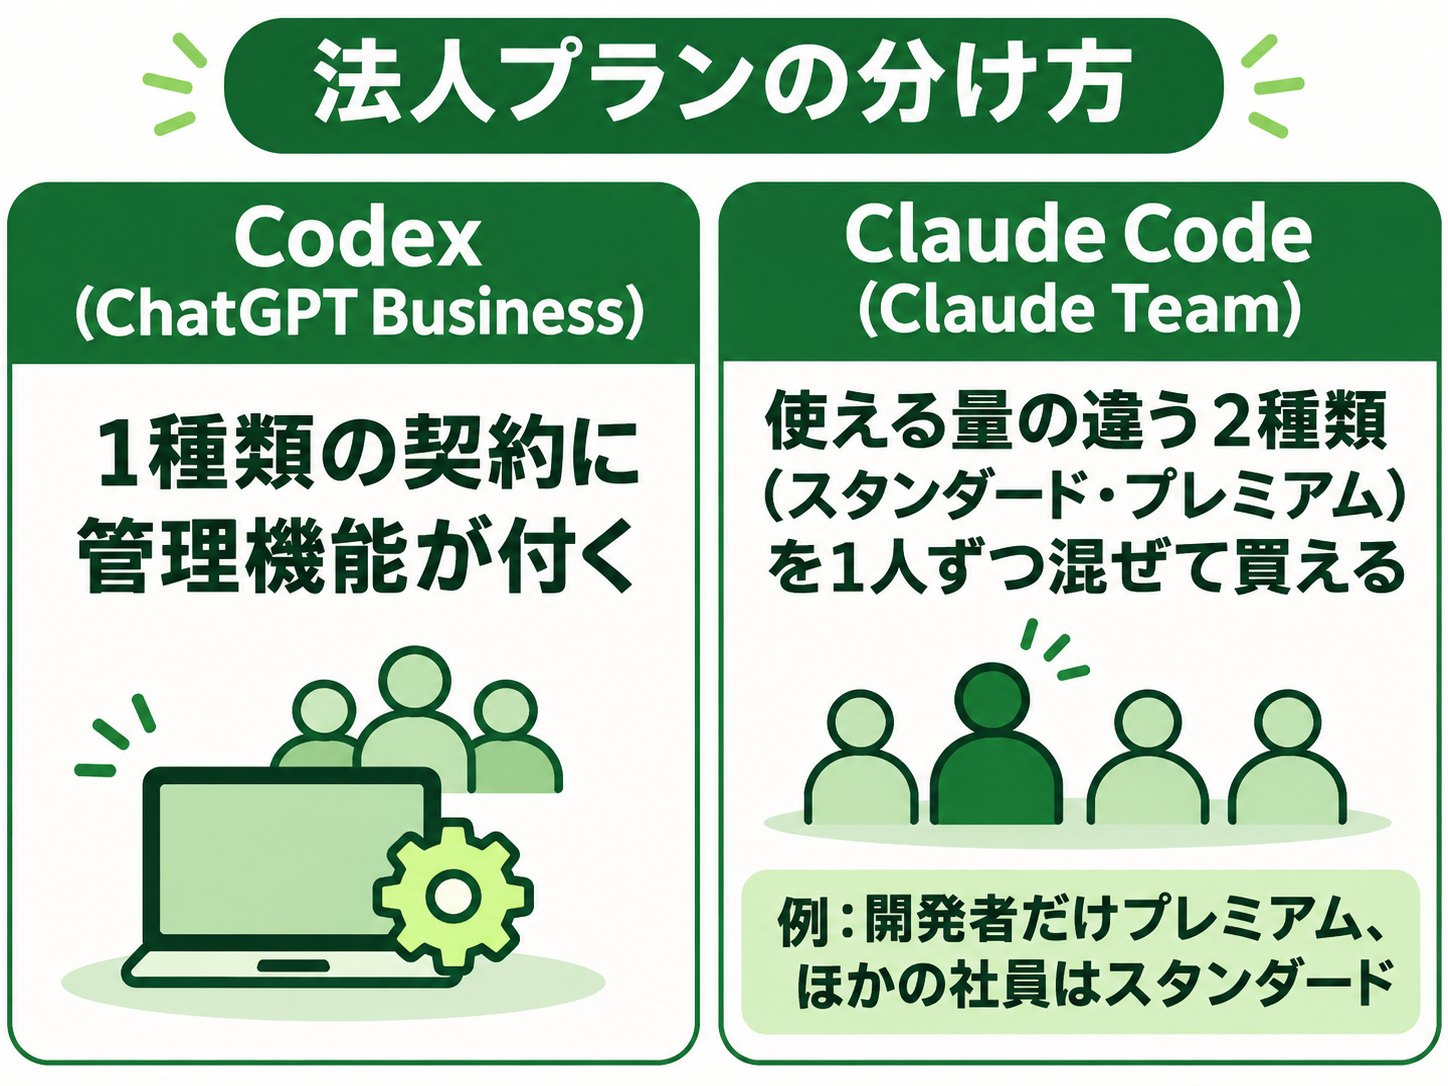 法人プランの分け方
Codex
(ChatGPT Business)
1種類の契約に
管理機能が付く
Claude Code
(Claude Team)
使える量の違う2種類
(スタンダード・プレミアム)
を1人ずつ混ぜて買える
例:開発者だけプレミアム、
ほかの社員はスタンダード